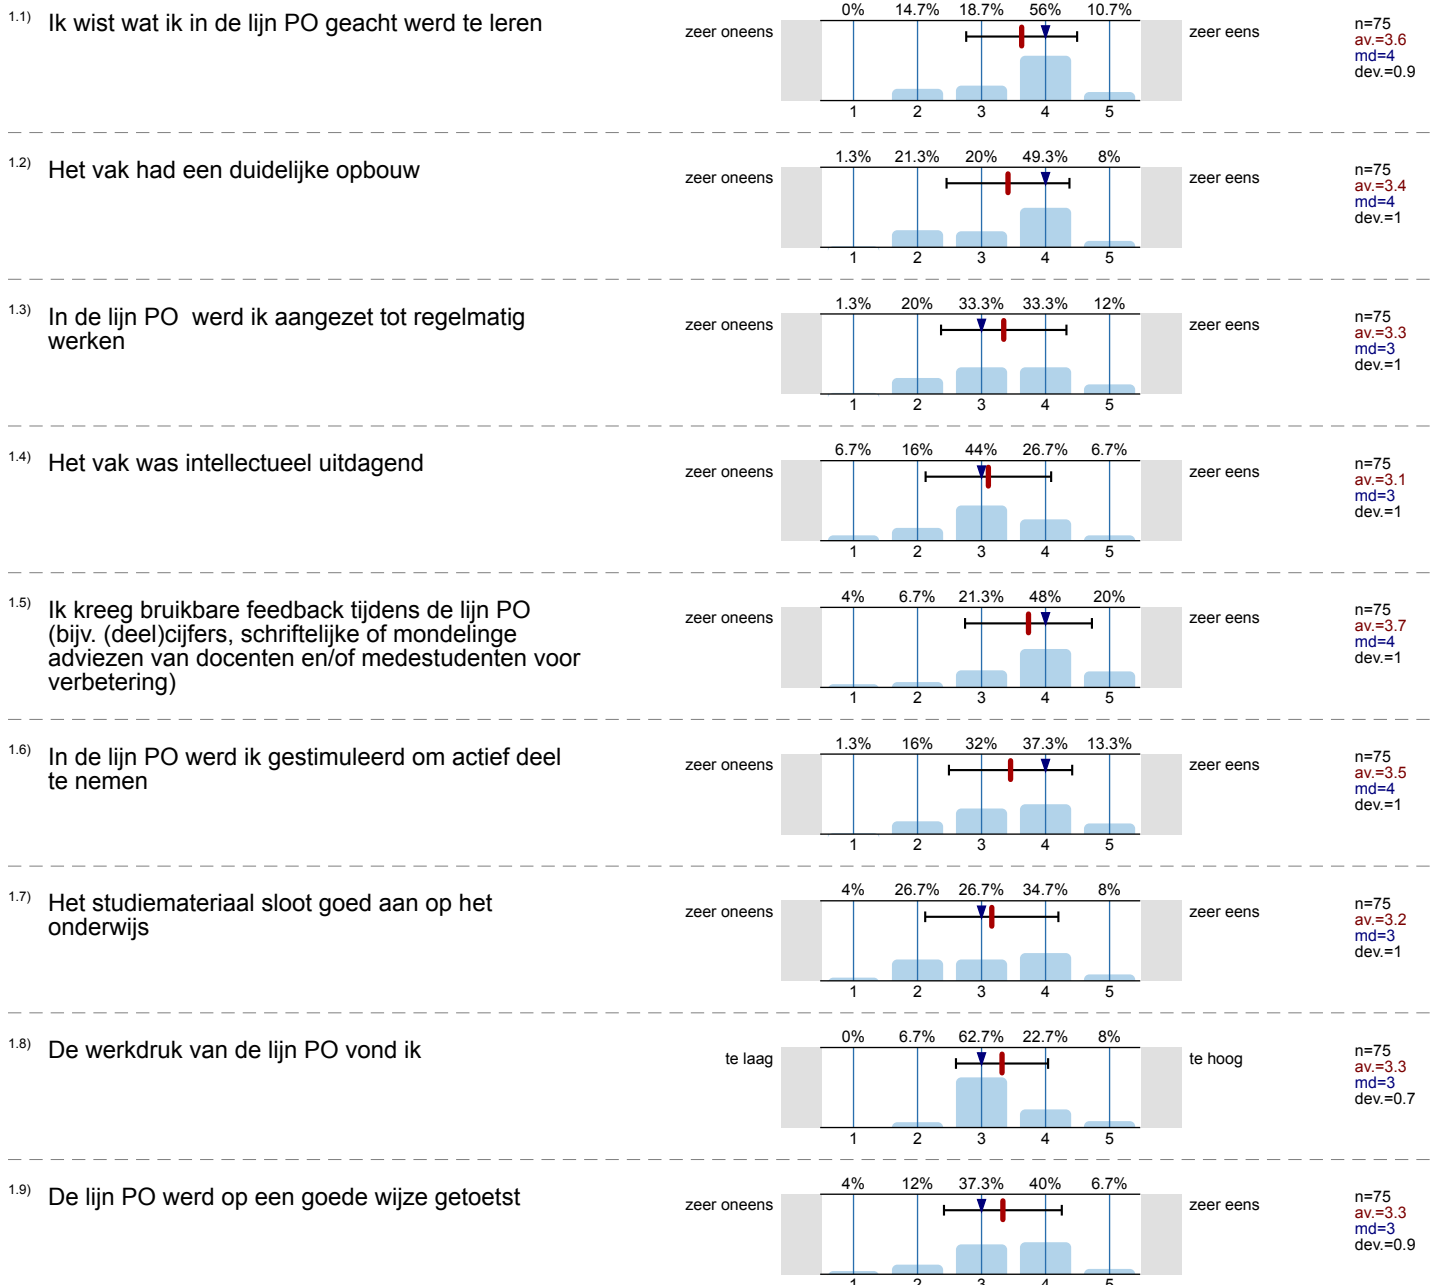 1.1) Ik wist wat ik in de lijn PO geacht werd te leren
zeer oneens
0% 14.7% 18.7% 56% 10.7%
1 2 3 4 5
zeer eens
n=75
av.=3.6
md=4
dev.=0.9
1.2) Het vak had een duidelijke opbouw
zeer oneens
1.3% 21.3% 20% 49.3% 8%
1 2 3 4 5
zeer eens
n=75
av.=3.4
md=4
dev.=1
1.3) In de lijn PO werd ik aangezet tot regelmatig
werken
zeer oneens
1.3% 20% 33.3% 33.3% 12%
1 2 3 4 5
zeer eens
n=75
av.=3.3
md=3
dev.=1
1.4) Het vak was intellectueel uitdagend
zeer oneens
6.7% 16% 44% 26.7% 6.7%
1 2 3 4 5
zeer eens
n=75
av.=3.1
md=3
dev.=1
1.5) Ik kreeg bruikbare feedback tijdens de lijn PO
(bijv. (deel)cijfers, schriftelijke of mondelinge
adviezen van docenten en/of medestudenten voor
verbetering)
zeer oneens
4% 6.7% 21.3% 48% 20%
1 2 3 4 5
zeer eens
n=75
av.=3.7
md=4
dev.=1
1.6) In de lijn PO werd ik gestimuleerd om actief deel
te nemen
zeer oneens
1.3% 16% 32% 37.3% 13.3%
1 2 3 4 5
zeer eens
n=75
av.=3.5
md=4
dev.=1
1.7) Het studiemateriaal sloot goed aan op het
onderwijs
zeer oneens
4% 26.7% 26.7% 34.7% 8%
1 2 3 4 5
zeer eens
n=75
av.=3.2
md=3
dev.=1
1.8) De werkdruk van de lijn PO vond ik
te laag
0% 6.7% 62.7% 22.7% 8%
1 2 3 4 5
te hoog
n=75
av.=3.3
md=3
dev.=0.7
1.9) De lijn PO werd op een goede wijze getoetst
zeer oneens
4% 12% 37.3% 40% 6.7%
1 2 3 4 5
zeer eens
n=75
av.=3.3
md=3
dev.=0.9